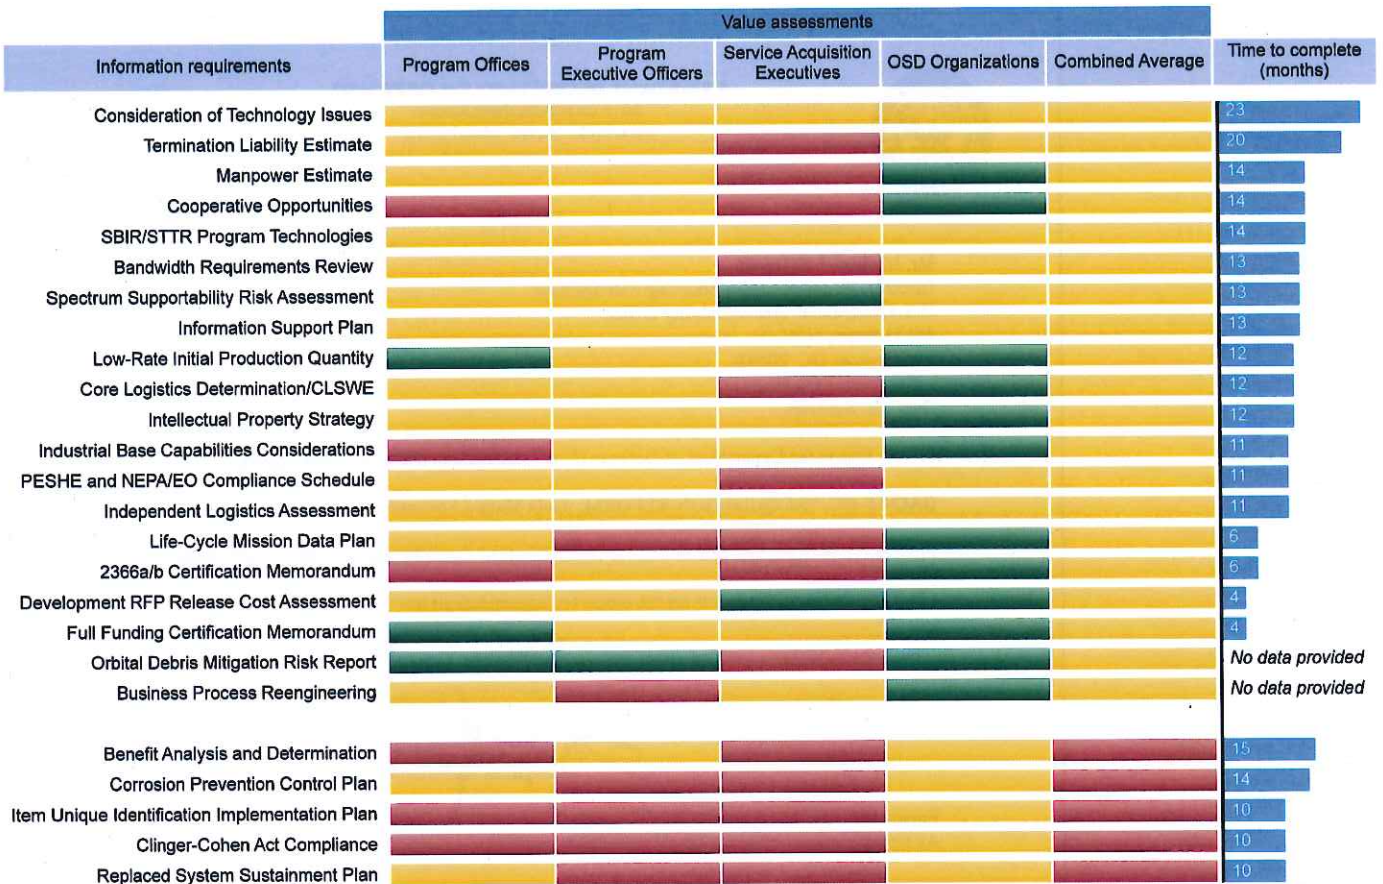 Value assessments
Information requirements Program Offices Program Executive Officers Service Acquisition Executives OSD Organizations Combined Average Time to complete (months)
Consideration of Technology Issues 23
Termination Liability Estimate 20
Manpower Estimate 14
Cooperative Opportunities 14
SBIR/STTR Program Technologies 14
Bandwidth Requirements Review 13
Spectrum Supportability Risk Assessment 13
Information Support Plan 13
Low-Rate Initial Production Quantity 12
Core Logistics Determination/CLSWE 12
Intellectual Property Strategy 12
Industrial Base Capabilities Considerations 11
PESHE and NEPA/EO Compliance Schedule 11
Independent Logistics Assessment 11
Life-Cycle Mission Data Plan 6
2366a/b Certification Memorandum 6
Development RFP Release Cost Assessment 4
Full Funding Certification Memorandum 4
Orbital Debris Mitigation Risk Report No data provided
Business Process Reengineering No data provided
Benefit Analysis and Determination 15
Corrosion Prevention Control Plan 14
Item Unique Identification Implementation Plan 10
Clinger-Cohen Act Compliance 10
Replaced System Sustainment Plan 10